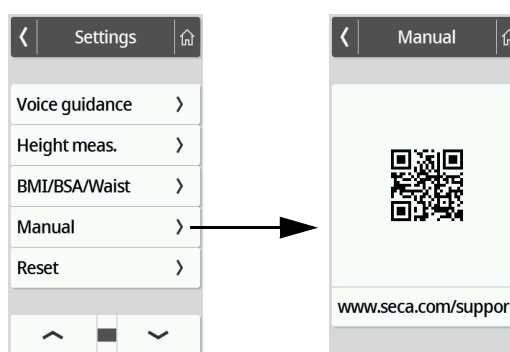 Settings
Voice guidance
Height meas.
BMI/BSA/Waist
Manual
Reset
Manual
www.seca.com/suppor